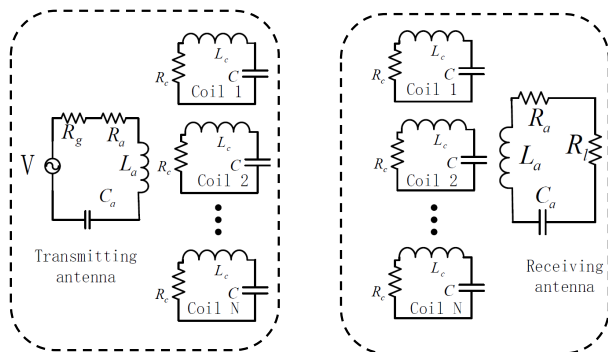 L_c
R_c
C
Coil 1
R_g
R_a
V
L_a
C_a
L_c
R_c
C
Coil 2
L_c
R_c
C
Coil N
Transmitting
antenna
L_c
R_c
C
Coil 1
L_c
R_c
C
Coil 2
L_c
R_c
C
Coil N
R_a
L_a
R_l
C_a
Receiving
antenna